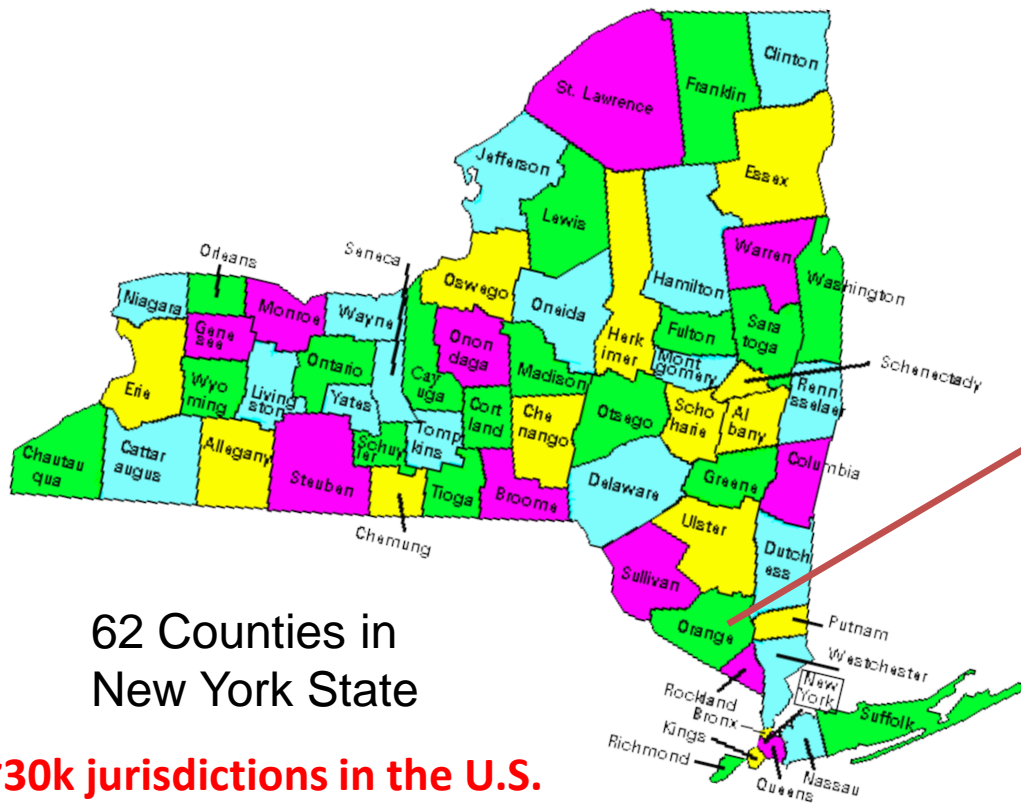 Clinton
St. Lawrence
Franklin
Jefferson
Essex
Lewis
Orleans
Seneca
Warren
Washington
Niagara
Monroe
Wayne
Oswego
Oneida
Hamilton
Gene
see
Onon
daga
Herk
imer
Fulton
Sara
toga
Ontario
Mont
gomery
Schenectady
Erie
Wyo
ming
Living
ston
Yates
Cay
uga
Madison
Renn
sselaer
Cort
land
Che
nango
Otsego
Scho
harie
Al
bany
Chautau
qua
Cattar
augus
Allegany
Steuben
Schuy
ler
Tomp
kins
Columbia
Tioga
Broome
Delaware
Greene
Chemung
Ulster
Dutch
ess
Sullivan
Orange
Putnam
Westchester
62 Counties in
New York State
Rockland
New
York
Bronx
Suffolk
Kings
Richmond
Queens
Nassau
30k jurisdictions in the U.S.